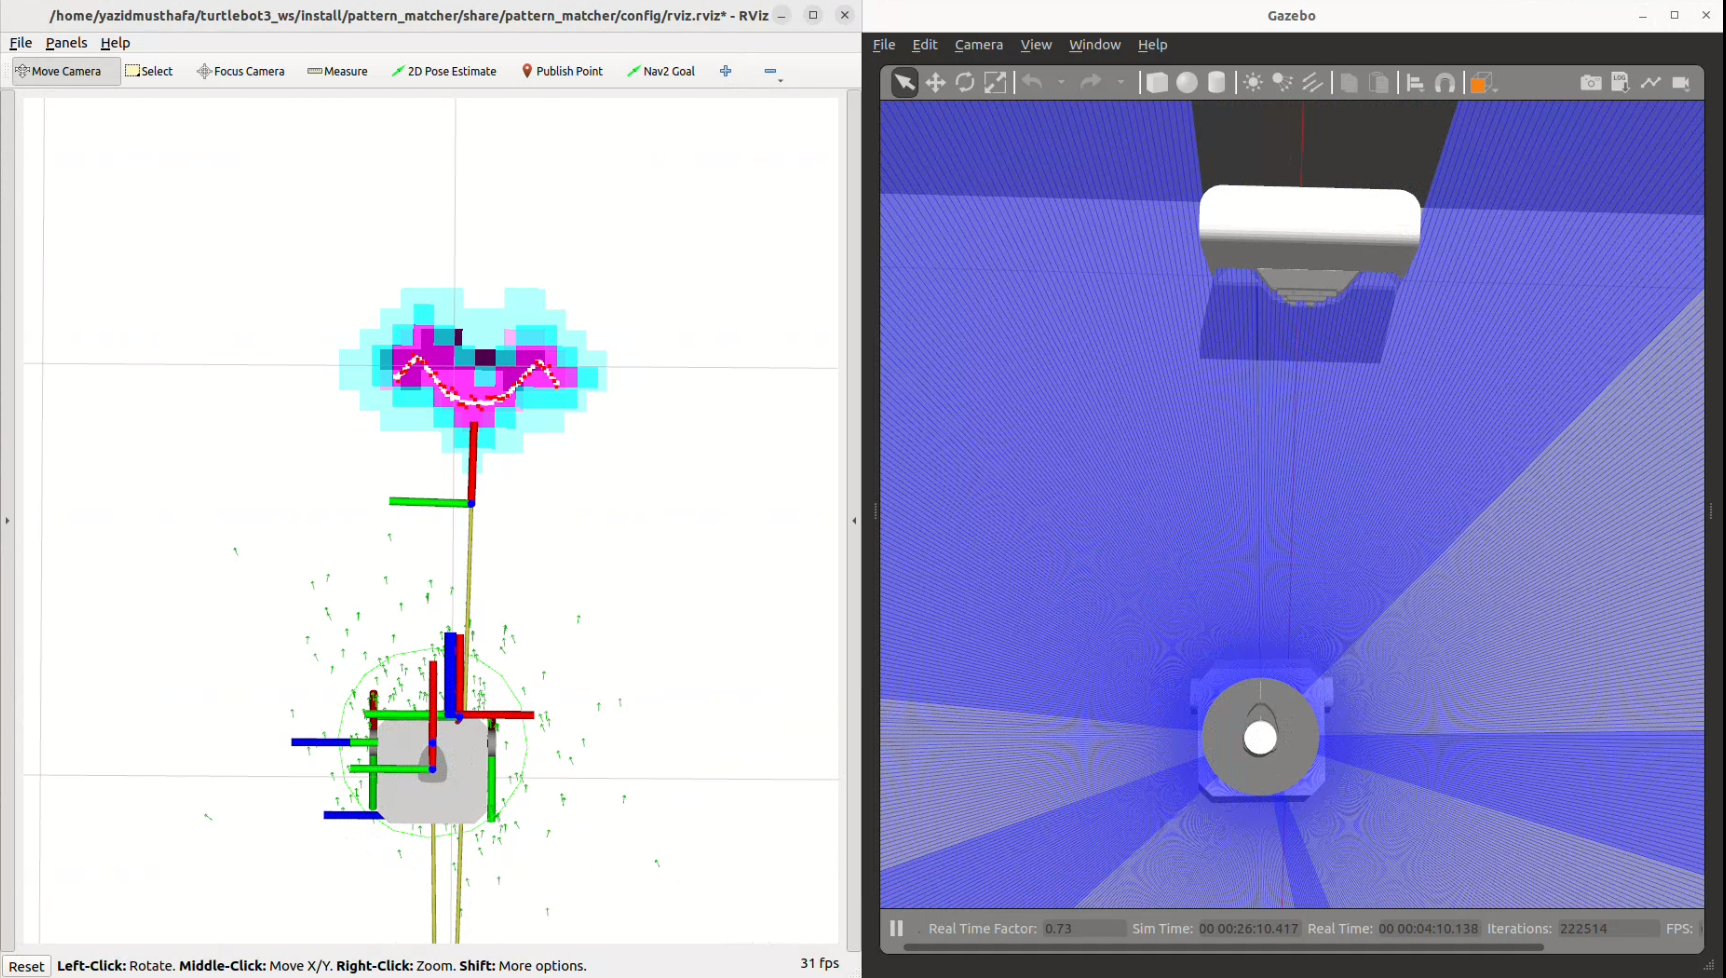 /home/yazidmusthafa/turtlebot3_ws/install/pattern_matcher/share/pattern_matcher/config/rviz.rviz* - RViz
File Panels Help
Move Camera Select Focus Camera Measure 2D Pose Estimate Publish Point Nav2 Goal
Reset Left-Click: Rotate. Middle-Click: Move X/Y. Right-Click: Zoom. Shift: More options. 31 fps
Gazebo
File Edit Camera View Window Help
LOG
Real Time Factor: 0.73 Sim Time: 00 00:26:10.417 Real Time: 00 00:04:10.138 Iterations: 222514 FPS: